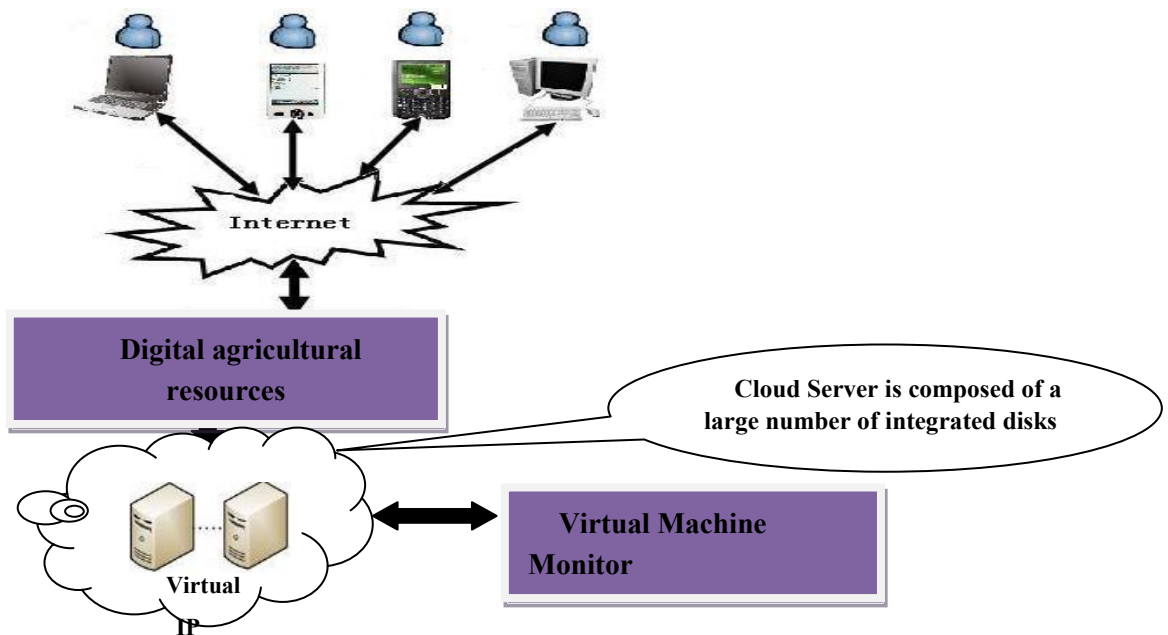 Internet
Digital agricultural
resources
Cloud Server is composed of a
large number of integrated disks
Virtual Machine
Monitor
Virtual
IP